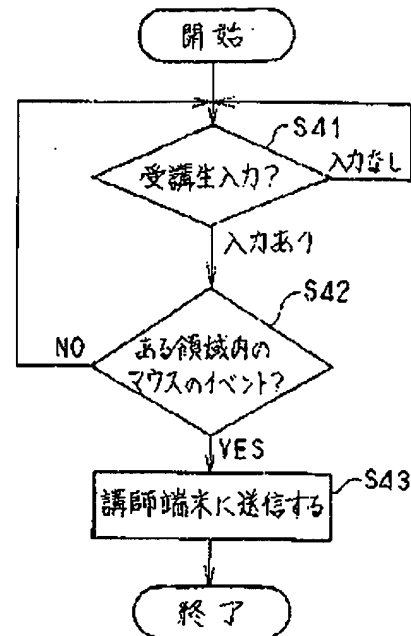 開始
S41
受講生入力?
入力なし
入力あり
S42
ある領域内の
マウスのイベント?
NO
YES
S43
講師端末に送信する
終了